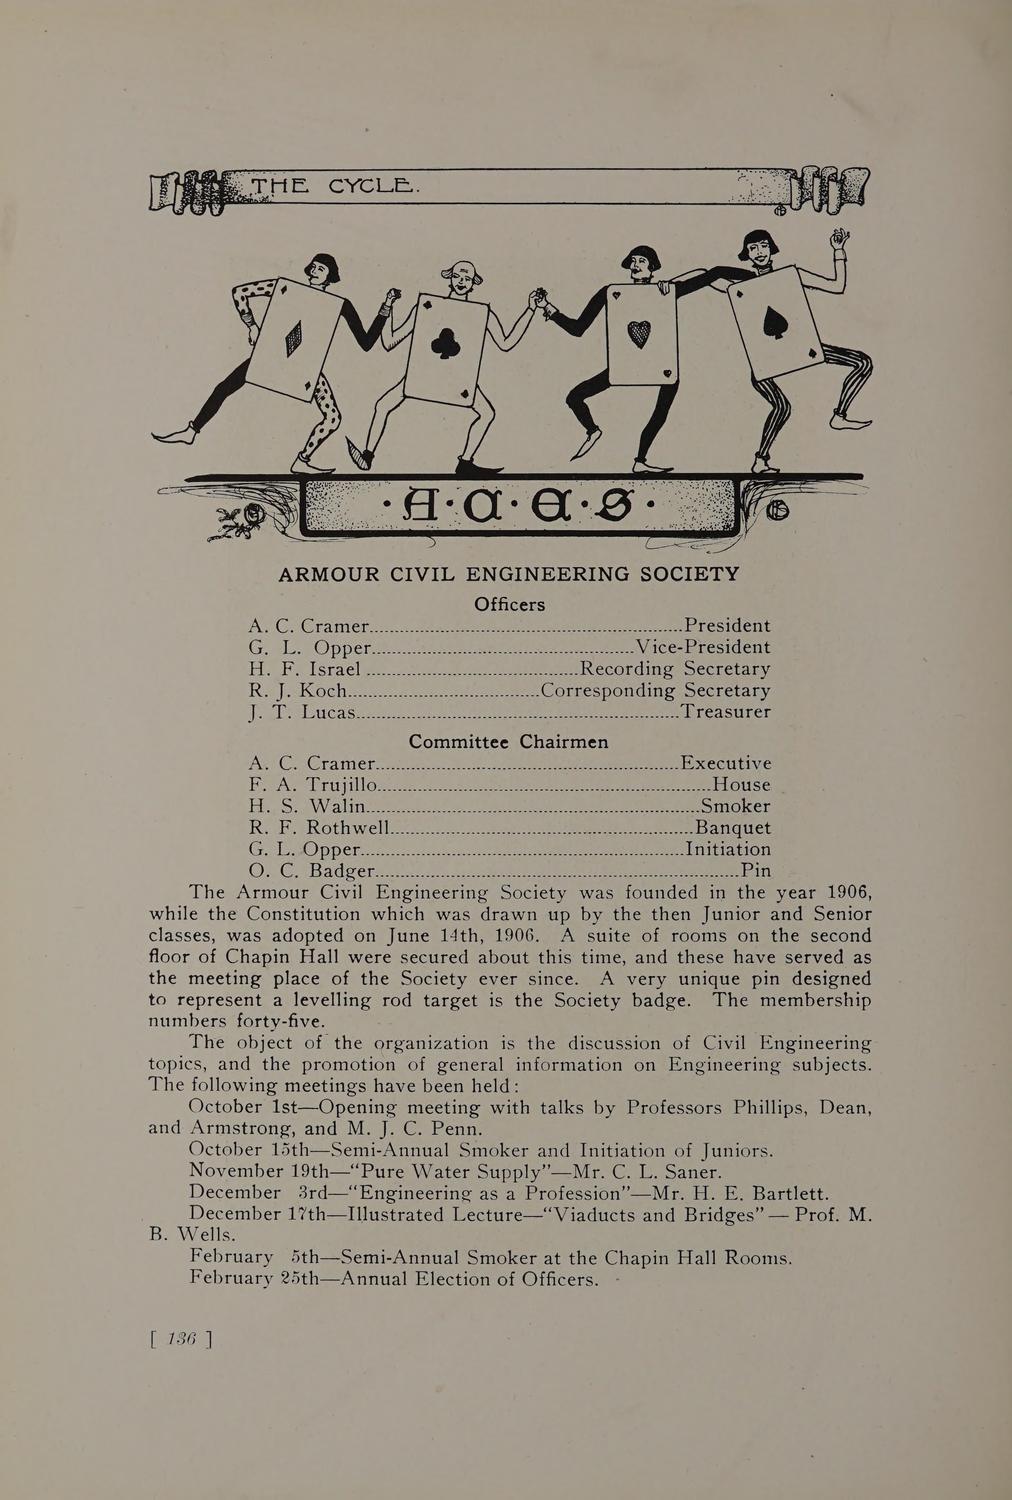 THE CYCLE.
·A·C·E·S·
ARMOUR CIVIL ENGINEERING SOCIETY
Officers
A. C. Cramer........President
G. L. Opper........Vice-President
H. F. Israel........Recording Secretary
R. J. Koch........Corresponding Secretary
J. T. Lucas........Treasurer
Committee Chairmen
A. C. Cramer........Executive
F. A. Trujillo........House
H. S. Walin........Smoker
R. F. Rothwell........Banquet
G. L. Opper........Initiation
O. C. Badger........Pin
The Armour Civil Engineering Society was founded in the year 1906,
while the Constitution which was drawn up by the then Junior and Senior
classes, was adopted on June 14th, 1906. A suite of rooms on the second
floor of Chapin Hall were secured about this time, and these have served as
the meeting place of the Society ever since. A very unique pin designed
to represent a levelling rod target is the Society badge. The membership
numbers forty-five.
The object of the organization is the discussion of Civil Engineering
topics, and the promotion of general information on Engineering subjects.
The following meetings have been held:
October 1st—Opening meeting with talks by Professors Phillips, Dean,
and Armstrong, and M. J. C. Penn.
October 15th—Semi-Annual Smoker and Initiation of Juniors.
November 19th—“Pure Water Supply”—Mr. C. L. Saner.
December 3rd—“Engineering as a Profession”—Mr. H. E. Bartlett.
December 17th—Illustrated Lecture—“Viaducts and Bridges” — Prof. M.
B. Wells.
February 5th—Semi-Annual Smoker at the Chapin Hall Rooms.
February 25th—Annual Election of Officers.
[ 136 ]